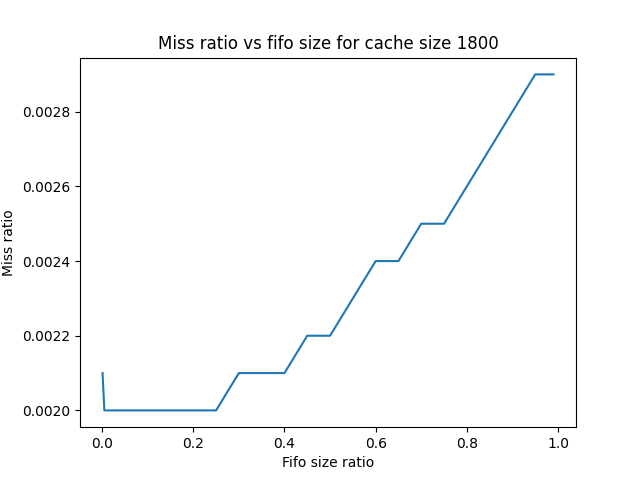 Miss ratio vs fifo size for cache size 1800
0.0028
0.0026
0.0024
0.0022
0.0020
Miss ratio
0.0 0.2 0.4 0.6 0.8 1.0
Fifo size ratio